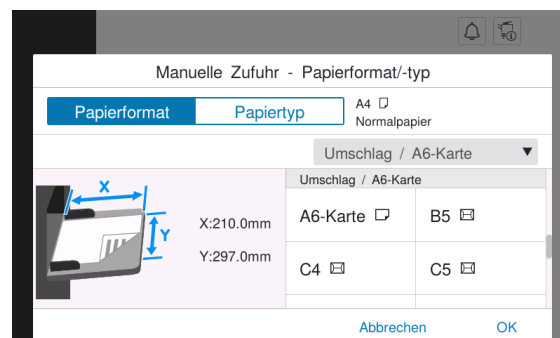 Manuelle Zufuhr - Papierformat/-typ
Papierformat
Papiertyp
A4
Normalpapier
Umschlag / A6-Karte
Umschlag / A6-Karte
X
Y
X:210.0mm
Y:297.0mm
A6-Karte
B5
C4
C5
Abbrechen
OK